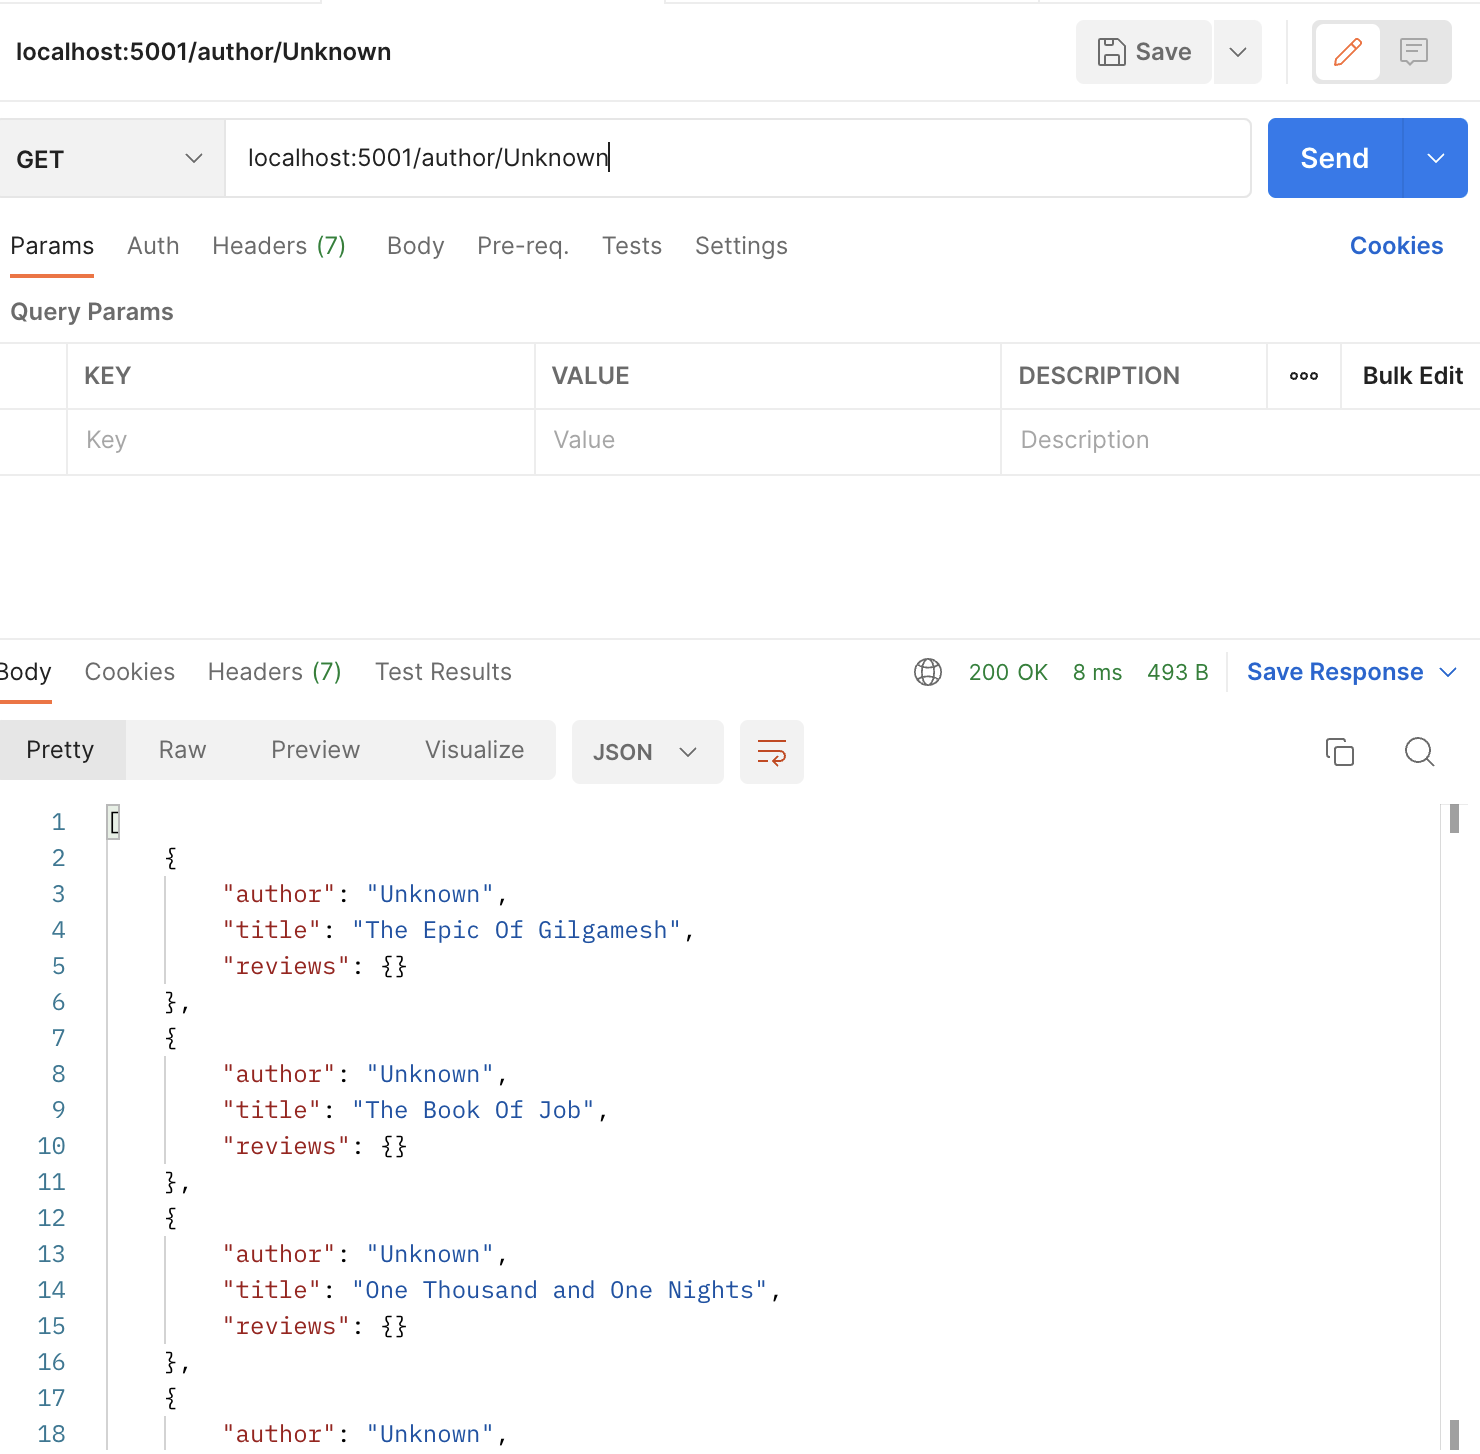 localhost:5001/author/Unknown
Save
GET
localhost:5001/author/Unknown
Send
Params Auth Headers (7) Body Pre-req. Tests Settings Cookies
Query Params
KEY VALUE DESCRIPTION ooo Bulk Edit
Key Value Description
Body Cookies Headers (7) Test Results 200 OK 8 ms 493 B Save Response
Pretty Raw Preview Visualize JSON
1 [
2 {
3 "author": "Unknown",
4 "title": "The Epic Of Gilgamesh",
5 "reviews": {}
6 },
7 {
8 "author": "Unknown",
9 "title": "The Book Of Job",
10 "reviews": {}
11 },
12 {
13 "author": "Unknown",
14 "title": "One Thousand and One Nights",
15 "reviews": {}
16 },
17 {
18 "author": "Unknown",